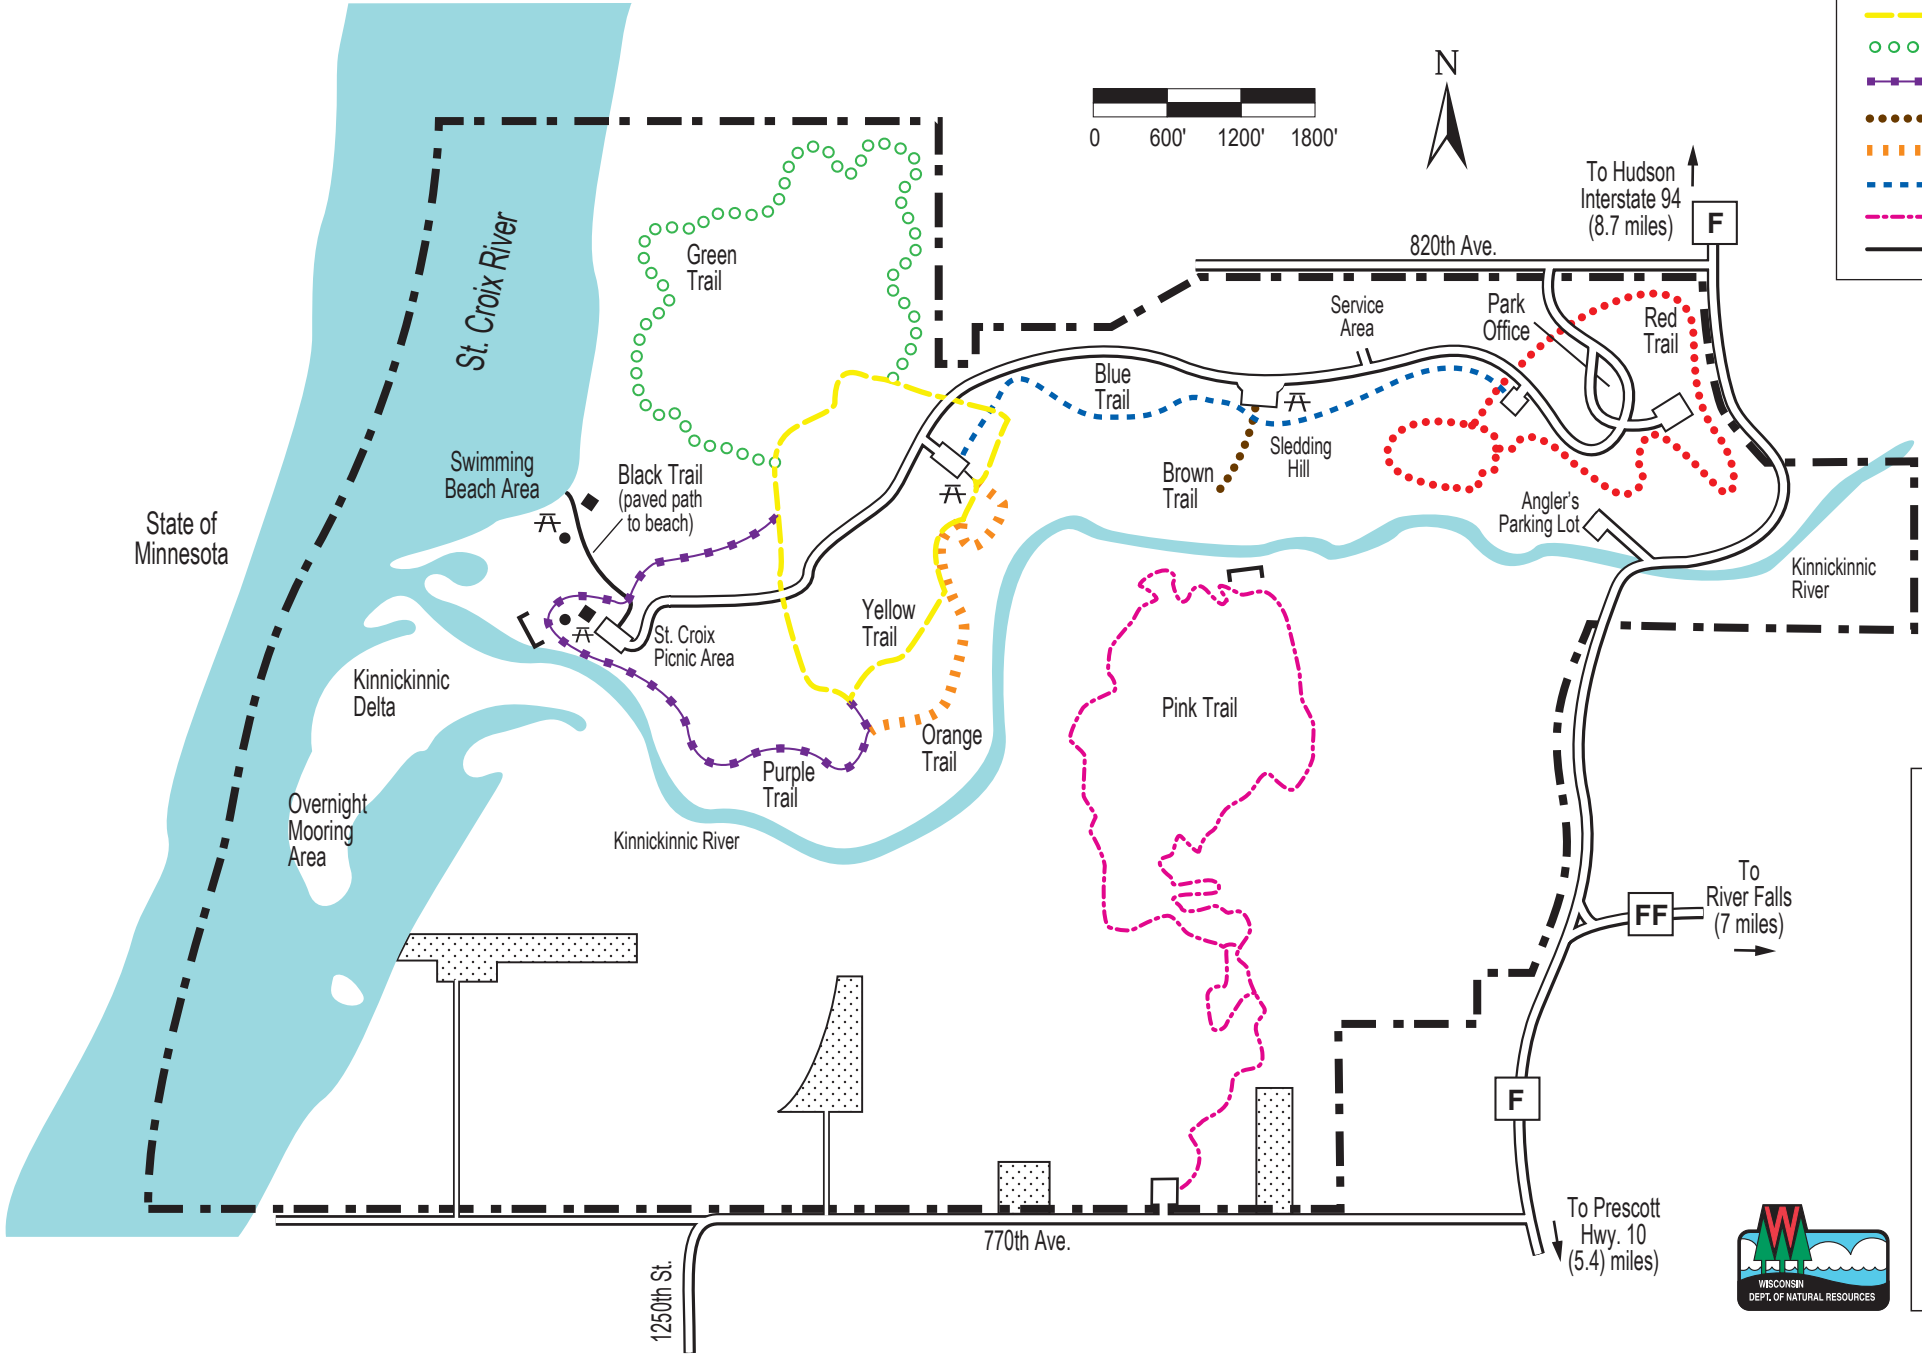 N
0 600' 1200' 1800'
To Hudson
Interstate 94
(8.7 miles)
F
820th Ave.
St. Croix River
Green
Trail
Service
Area
Park
Office
Red
Trail
Blue
Trail
Swimming
Beach Area
Black Trail
(paved path
to beach)
Brown
Trail
Sledding
Hill
Angler's
Parking Lot
State of
Minnesota
Kinnickinnic
River
Yellow
Trail
St. Croix
Picnic Area
Kinnickinnic
Delta
Pink Trail
Orange
Trail
Purple
Trail
Overnight
Mooring
Area
Kinnickinnic River
To
River Falls
(7 miles)
FF
F
To Prescott
Hwy. 10
(5.4) miles)
770th Ave.
1250th St.
W
WISCONSIN
DEPT. OF NATURAL RESOURCES